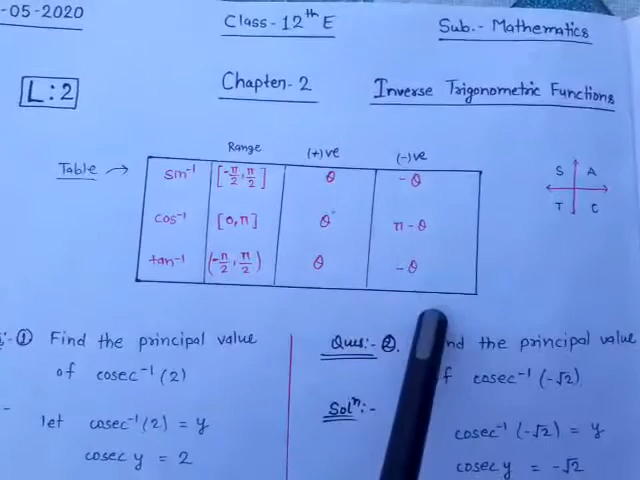 -05-2020
Class-12th E
Sub.- Mathematics
L:2
Chapter-2
Inverse Trigonometric Functions
Table →
Range
(+)ve
(-)ve
sin⁻¹ [-π/2, π/2] θ -θ
cos⁻¹ [0,π] θ π-θ
tan⁻¹ (-π/2, π/2) θ -θ
S A
T C
:-① Find the principal value
of cosec⁻¹(2)
let cosec⁻¹(2) = y
cosec y = 2
Ques:-②. nd the principal value
f cosec⁻¹(-√2)
Solⁿ:-
cosec⁻¹(-√2) = y
cosec y = -√2